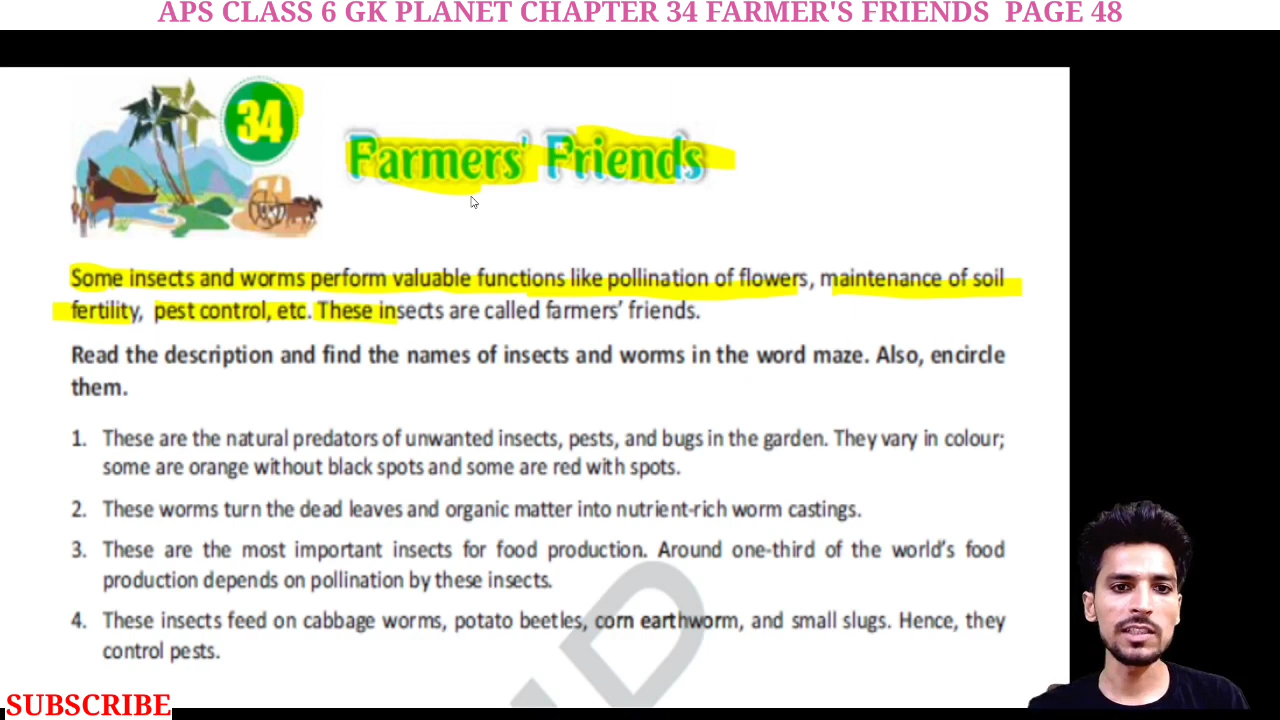 APS CLASS 6 GK PLANET CHAPTER 34 FARMER'S FRIENDS PAGE 48
34
Farmers' Friends
Some insects and worms perform valuable functions like pollination of flowers, maintenance of soil
fertility, pest control, etc. These insects are called farmers' friends.
Read the description and find the names of insects and worms in the word maze. Also, encircle
them.
1. These are the natural predators of unwanted insects, pests, and bugs in the garden. They vary in colour;
some are orange without black spots and some are red with spots.
2. These worms turn the dead leaves and organic matter into nutrient-rich worm castings.
3. These are the most important insects for food production. Around one-third of the world's food
production depends on pollination by these insects.
4. These insects feed on cabbage worms, potato beetles, corn earthworm, and small slugs. Hence, they
control pests.
SUBSCRIBE